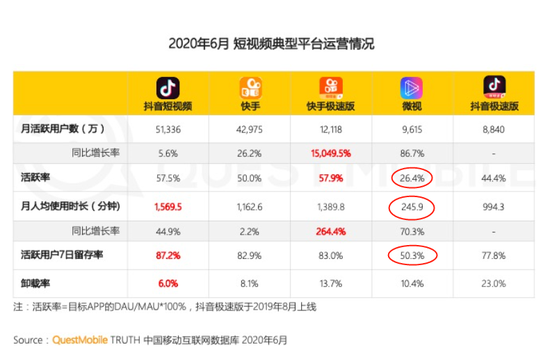 2020年6月 短视频典型平台运营情况
抖音短视频 快手 快手极速版 微视 抖音极速版
月活跃用户数（万） 51,336 42,975 12,118 9,615 8,840
同比增长率 5.6% 26.2% 15,049.5% 86.7% -
活跃率 57.5% 50.0% 57.9% 26.4% 44.4%
月人均使用时长（分钟） 1,569.5 1,162.6 1,389.8 245.9 994.3
同比增长率 44.9% 2.2% 264.4% 70.3% -
活跃用户7日留存率 87.2% 82.9% 83.0% 50.3% 77.8%
卸载率 6.0% 8.1% 13.7% 10.4% 23.0%
注：活跃率=目标APP的DAU/MAU*100%，抖音极速版于2019年8月上线
Source：QuestMobile TRUTH 中国移动互联网数据库 2020年6月
QUESTMOBILE